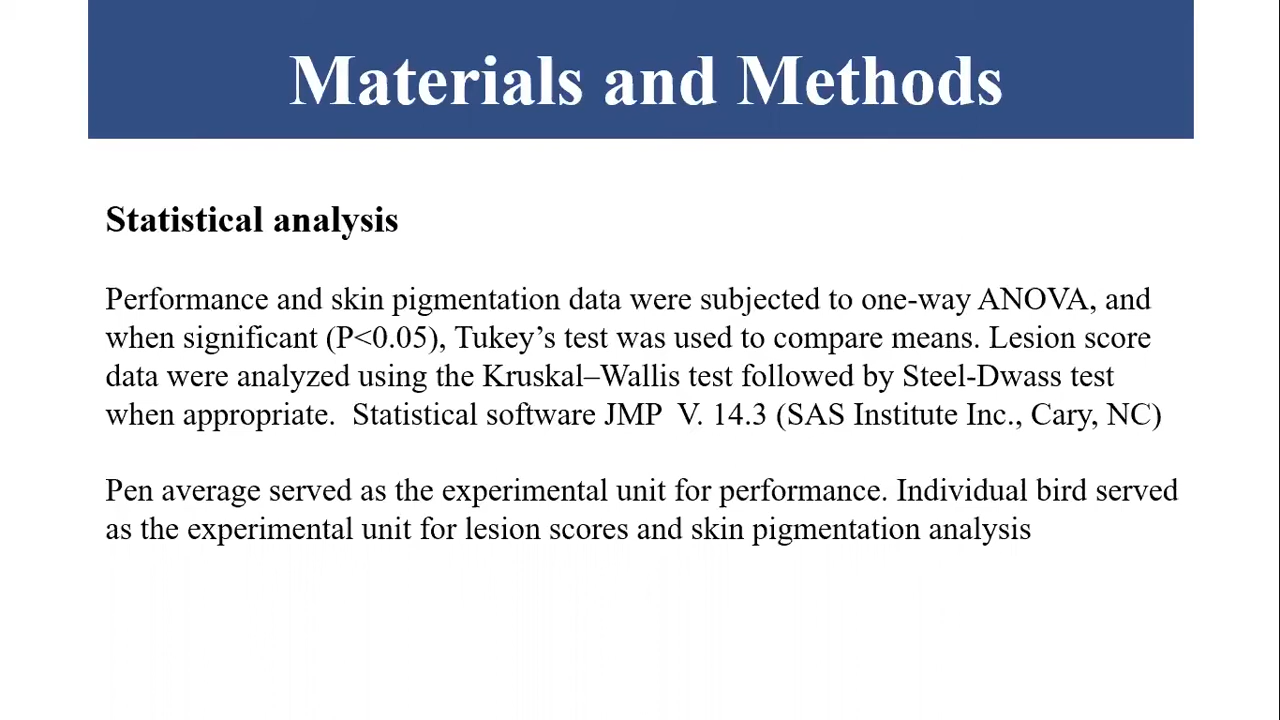 Materials and Methods
Statistical analysis
Performance and skin pigmentation data were subjected to one-way ANOVA, and
when significant (P<0.05), Tukey’s test was used to compare means. Lesion score
data were analyzed using the Kruskal–Wallis test followed by Steel-Dwass test
when appropriate.  Statistical software JMP  V. 14.3 (SAS Institute Inc., Cary, NC)
Pen average served as the experimental unit for performance. Individual bird served
as the experimental unit for lesion scores and skin pigmentation analysis